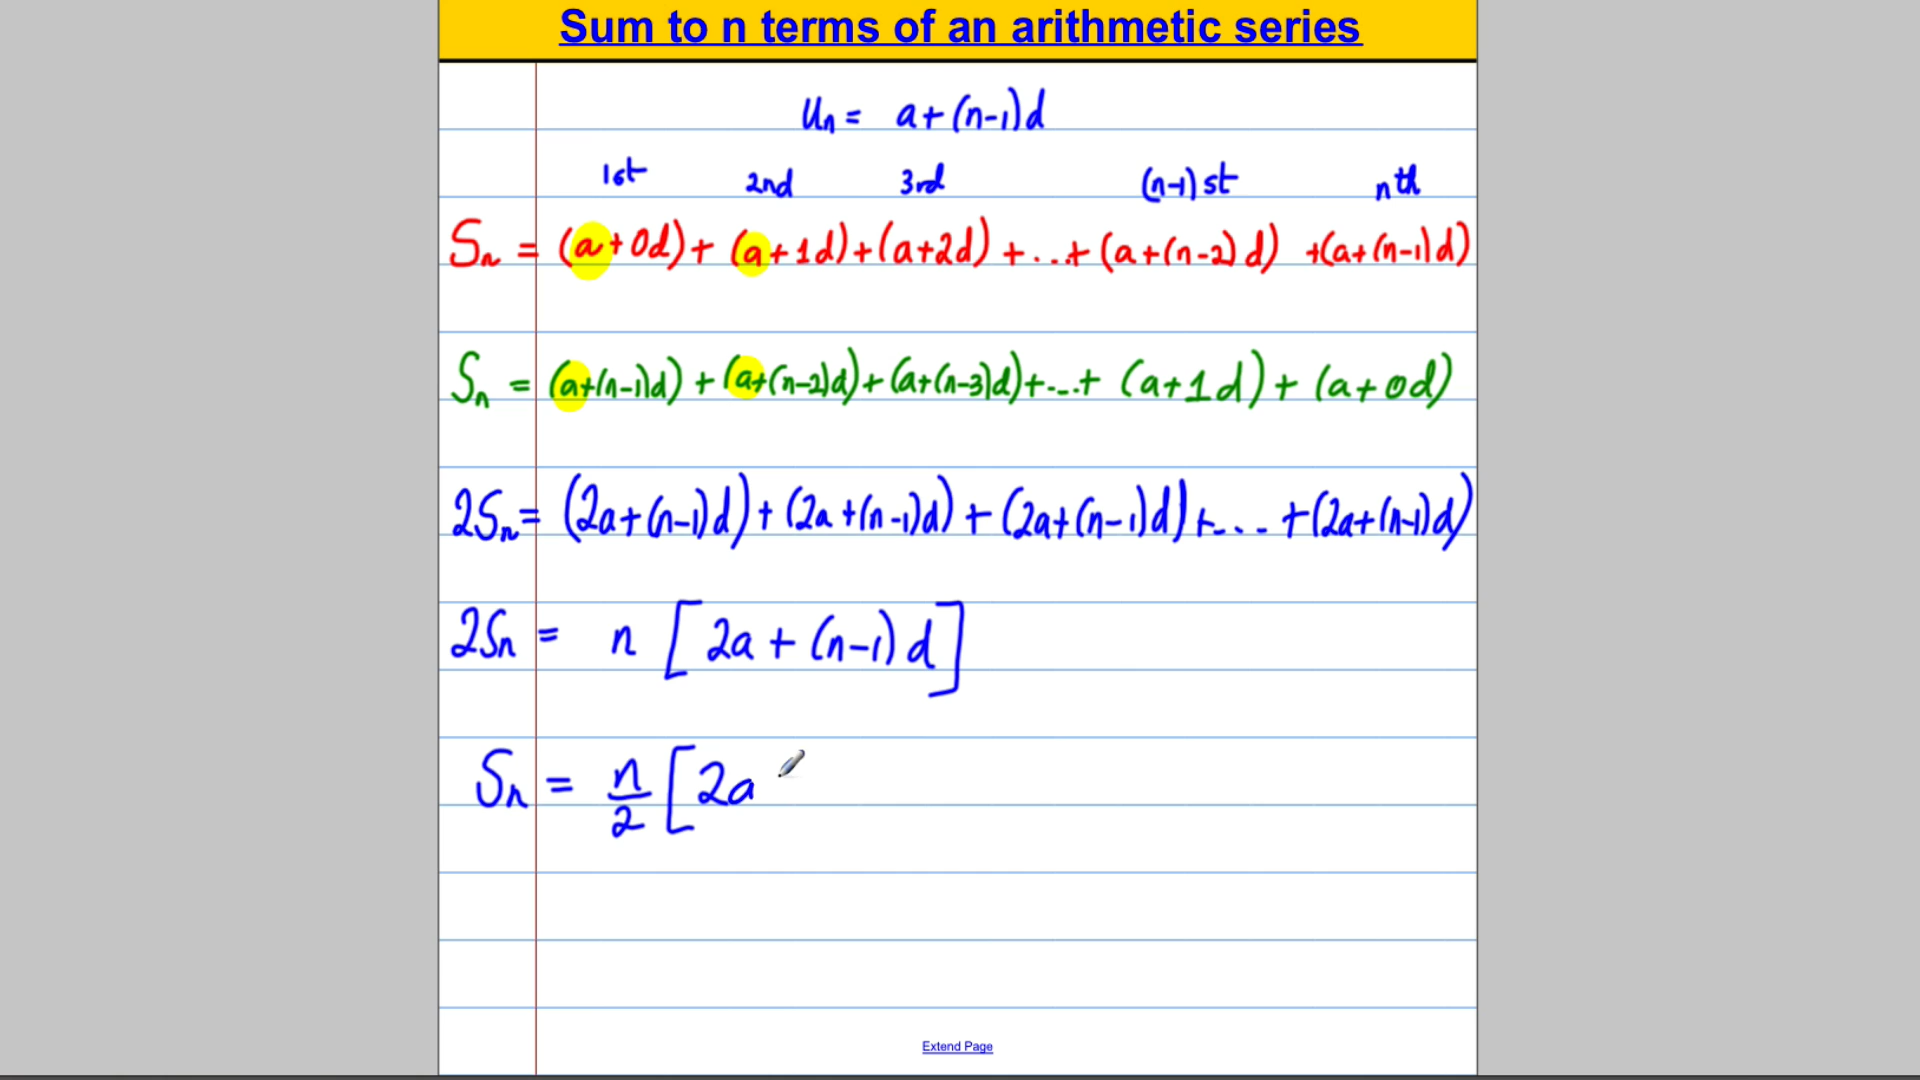 Sum to n terms of an arithmetic series
Un = a+(n-1)d
1st 2nd 3rd (n-1)st nth
Sn = (a+0d)+ (a+1d)+(a+2d) +...+ (a+(n-2)d) +(a+(n-1)d)
Sn = (a+(n-1)d) + (a+(n-2)d)+(a+(n-3)d)+...+ (a+1d)+ (a+0d)
2Sn= (2a+(n-1)d)+ (2a+(n-1)d) + (2a+(n-1)d)+... +(2a+(n-1)d)
2Sn = n [2a + (n-1)d]
Sn = n/2 [2a
Extend Page